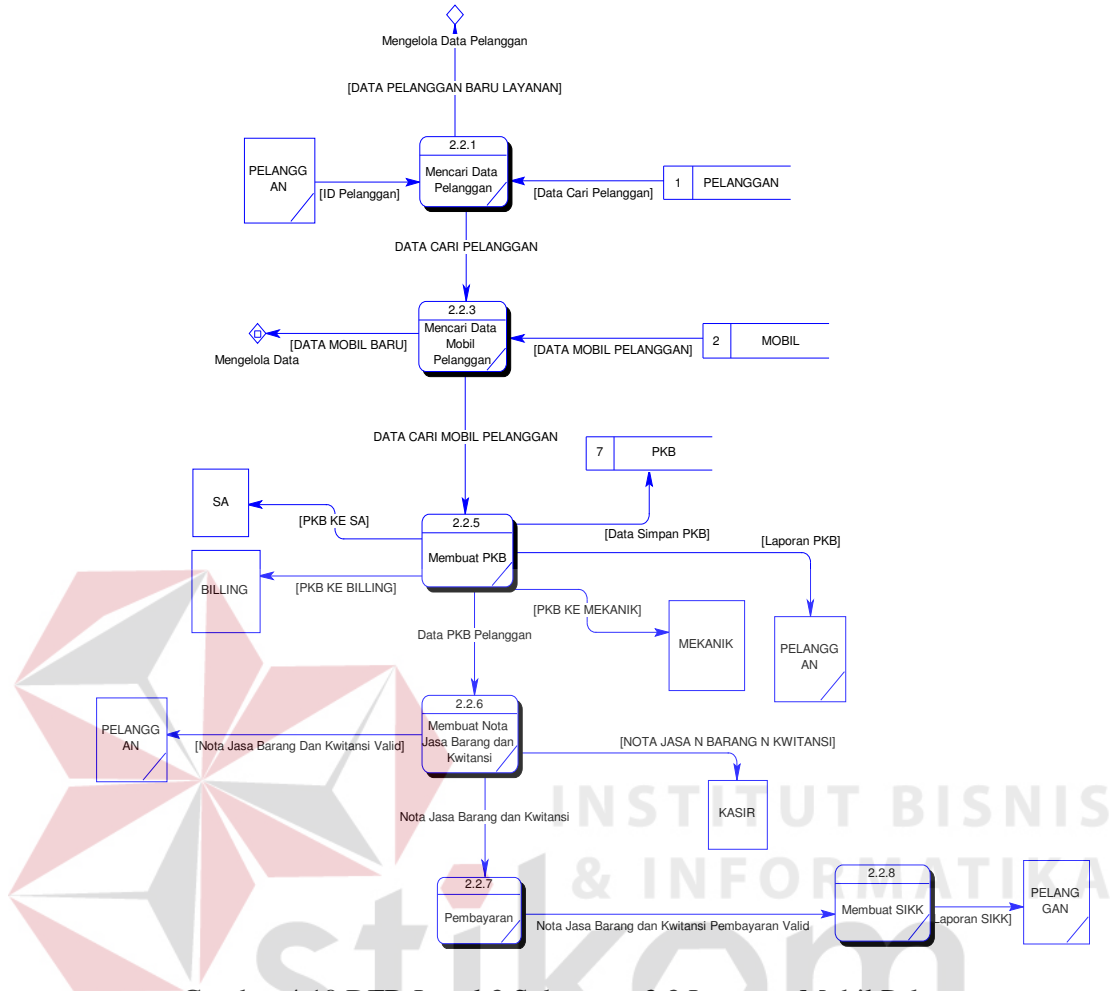 Mengelola Data Pelanggan
[DATA PELANGGAN BARU LAYANAN]
2.2.1
Mencari Data
Pelanggan
PELANGG
AN
[ID Pelanggan]
[Data Cari Pelanggan]
1 PELANGGAN
DATA CARI PELANGGAN
2.2.3
Mencari Data
Mobil
Pelanggan
[DATA MOBIL BARU]
Mengelola Data
[DATA MOBIL PELANGGAN]
2 MOBIL
DATA CARI MOBIL PELANGGAN
7 PKB
SA
[PKB KE SA]
2.2.5
Membuat PKB
[Data Simpan PKB]
[Laporan PKB]
BILLING
[PKB KE BILLING]
[PKB KE MEKANIK]
MEKANIK
PELANGG
AN
Data PKB Pelanggan
2.2.6
Membuat Nota
Jasa Barang dan
Kwitansi
PELANGG
AN
[Nota Jasa Barang Dan Kwitansi Valid]
[NOTA JASA N BARANG N KWITANSI]
KASIR
Nota Jasa Barang dan Kwitansi
INSTITUT BISNIS
& INFORMATIKA
2.2.7
Pembayaran
Nota Jasa Barang dan Kwitansi Pembayaran Valid
2.2.8
Membuat SIKK
Laporan SIKK]
PELANG
GAN
stikom